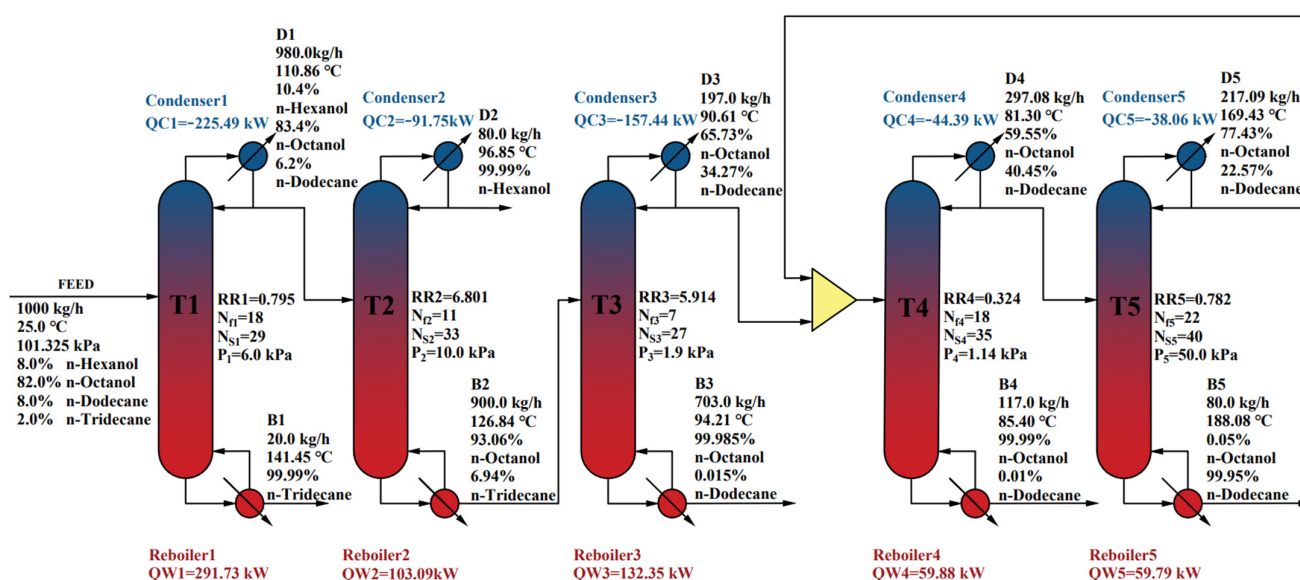 FEED
1000 kg/h
25.0 °C
101.325 kPa
8.0% n-Hexanol
82.0% n-Octanol
8.0% n-Dodecane
2.0% n-Tridecane
Condenser1
QC1=-225.49 kW
D1
980.0kg/h
110.86 °C
10.4%
n-Hexanol
83.4%
n-Octanol
6.2%
n-Dodecane
T1
RR1=0.795
Nf1=18
NS1=29
P1=6.0 kPa
B1
20.0 kg/h
141.45 °C
99.99%
n-Tridecane
Reboiler1
QW1=291.73 kW
Condenser2
QC2=-91.75kW
D2
80.0 kg/h
96.85 °C
99.99%
n-Hexanol
T2
RR2=6.801
Nf2=11
NS2=33
P2=10.0 kPa
B2
900.0 kg/h
126.84 °C
93.06%
n-Octanol
6.94%
n-Tridecane
Reboiler2
QW2=103.09kW
Condenser3
QC3=-157.44 kW
D3
197.0 kg/h
90.61 °C
65.73%
n-Octanol
34.27%
n-Dodecane
T3
RR3=5.914
Nf3=7
NS3=27
P3=1.9 kPa
B3
703.0 kg/h
94.21 °C
99.985%
n-Octanol
0.015%
n-Dodecane
Reboiler3
QW3=132.35 kW
Condenser4
QC4=-44.39 kW
D4
297.08 kg/h
81.30 °C
59.55%
n-Octanol
40.45%
n-Dodecane
T4
RR4=0.324
Nf4=18
NS4=35
P4=1.14 kPa
B4
117.0 kg/h
85.40 °C
99.99%
n-Octanol
0.01%
n-Dodecane
Reboiler4
QW4=59.88 kW
Condenser5
QC5=-38.06 kW
D5
217.09 kg/h
169.43 °C
77.43%
n-Octanol
22.57%
n-Dodecane
T5
RR5=0.782
Nf5=22
NS5=40
P5=50.0 kPa
B5
80.0 kg/h
188.08 °C
0.05%
n-Octanol
99.95%
n-Dodecane
Reboiler5
QW5=59.79 kW